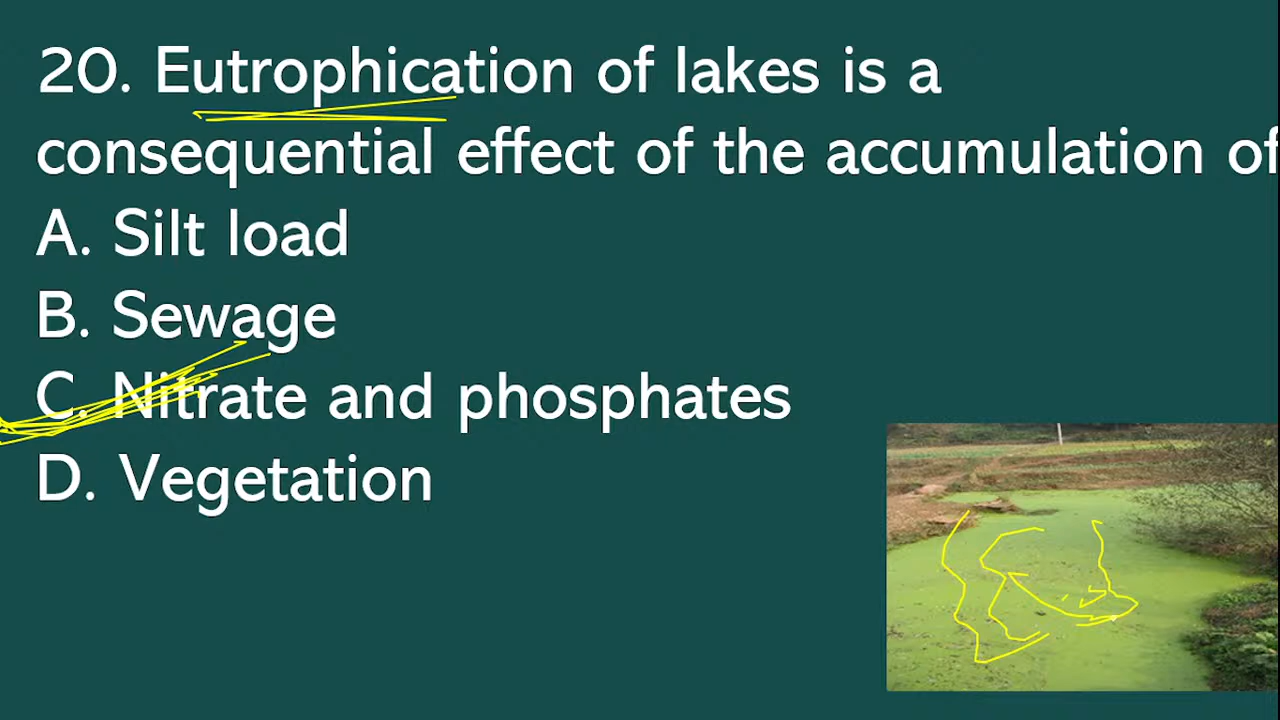 20. Eutrophication of lakes is a
consequential effect of the accumulation of
A. Silt load
B. Sewage
C. Nitrate and phosphates
D. Vegetation